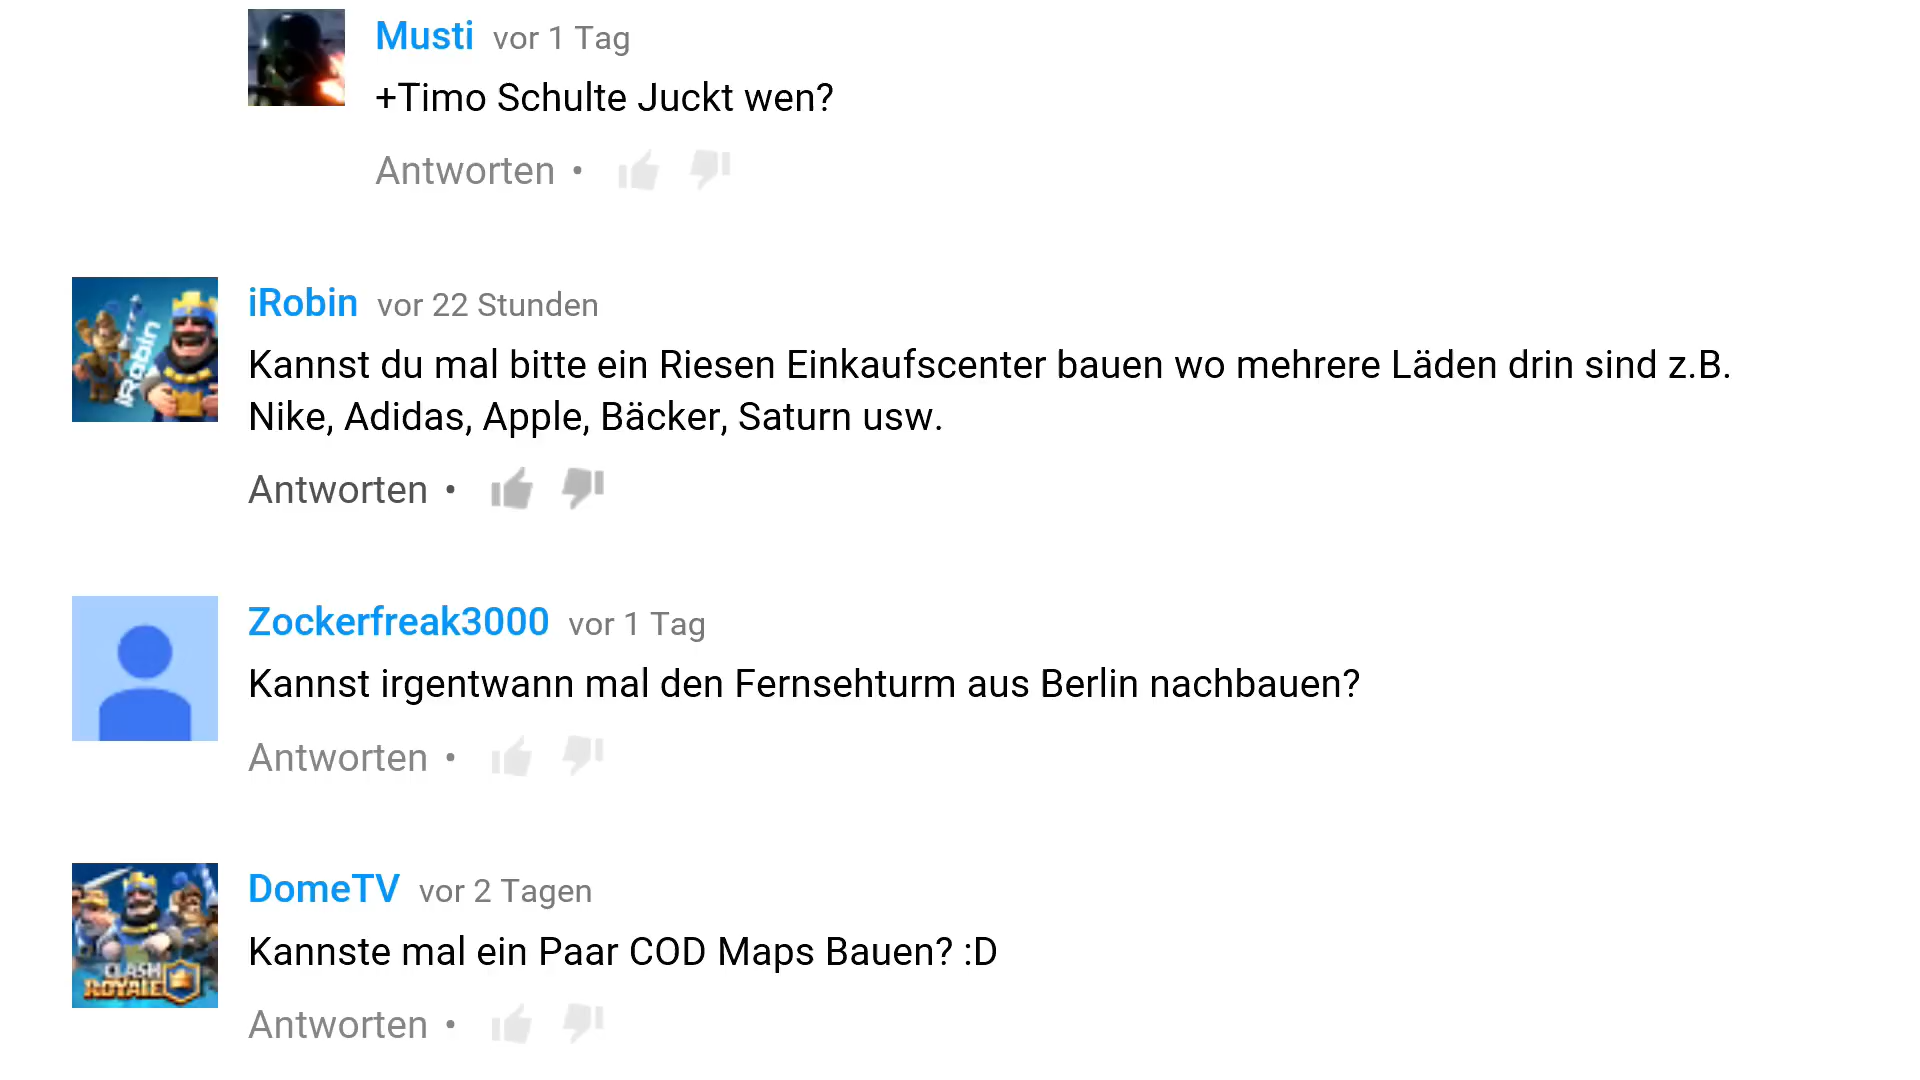 Musti vor 1 Tag
+Timo Schulte Juckt wen?
Antworten •
iRobin vor 22 Stunden
iRobin
Kannst du mal bitte ein Riesen Einkaufscenter bauen wo mehrere Läden drin sind z.B.
Nike, Adidas, Apple, Bäcker, Saturn usw.
Antworten •
Zockerfreak3000 vor 1 Tag
Kannst irgentwann mal den Fernsehturm aus Berlin nachbauen?
Antworten •
DomeTV vor 2 Tagen
Kannste mal ein Paar COD Maps Bauen? :D
CLASH
ROYALE
Antworten •